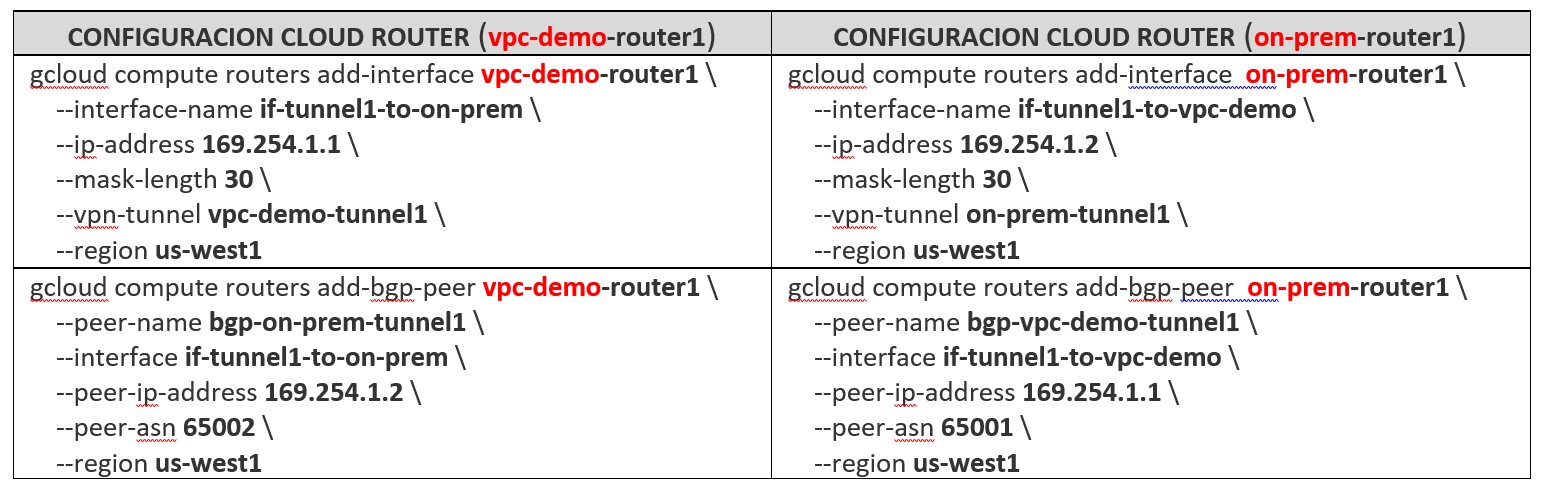 CONFIGURACION CLOUD ROUTER (vpc-demo-router1)
gcloud compute routers add-interface vpc-demo-router1 \
--interface-name if-tunnel1-to-on-prem \
--ip-address 169.254.1.1 \
--mask-length 30 \
--vpn-tunnel vpc-demo-tunnel1 \
--region us-west1
gcloud compute routers add-bgp-peer vpc-demo-router1 \
--peer-name bgp-on-prem-tunnel1 \
--interface if-tunnel1-to-on-prem \
--peer-ip-address 169.254.1.2 \
--peer-asn 65002 \
--region us-west1
CONFIGURACION CLOUD ROUTER (on-prem-router1)
gcloud compute routers add-interface  on-prem-router1 \
--interface-name if-tunnel1-to-vpc-demo \
--ip-address 169.254.1.2 \
--mask-length 30 \
--vpn-tunnel on-prem-tunnel1 \
--region us-west1
gcloud compute routers add-bgp-peer  on-prem-router1 \
--peer-name bgp-vpc-demo-tunnel1 \
--interface if-tunnel1-to-vpc-demo \
--peer-ip-address 169.254.1.1 \
--peer-asn 65001 \
--region us-west1